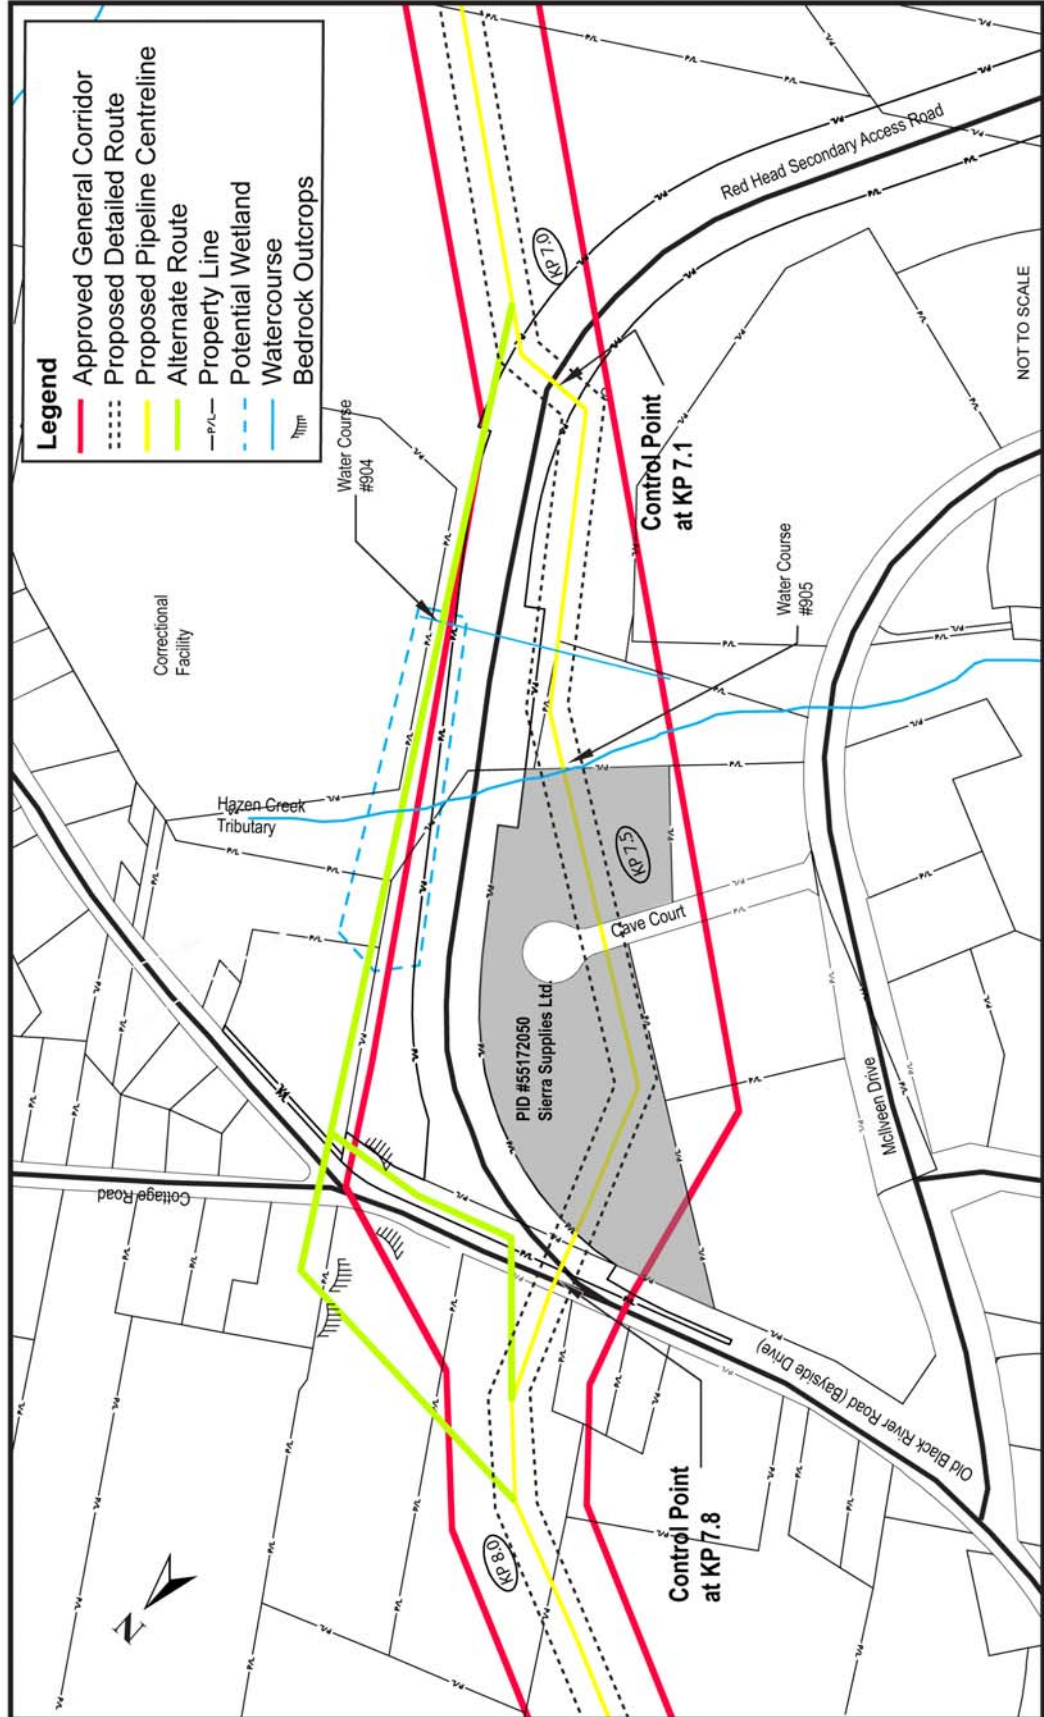 Legend
Approved General Corridor
Proposed Detailed Route
Proposed Pipeline Centreline
Alternate Route
P/L
Property Line
Potential Wetland
Watercourse
Bedrock Outcrops
Water Course
#904
Correctional
Facility
Hazen Creek
Tributary
Cottage Road
KP 7.0
Red Head Secondary Access Road
Control Point
at KP 7.1
Water Course
#905
KP 7.5
Cave Court
PID #55172050
Sierra Supplies Ltd.
McIlveen Drive
Old Black River Road (Bayside Drive)
Control Point
at KP 7.8
KP 8.0
N
NOT TO SCALE